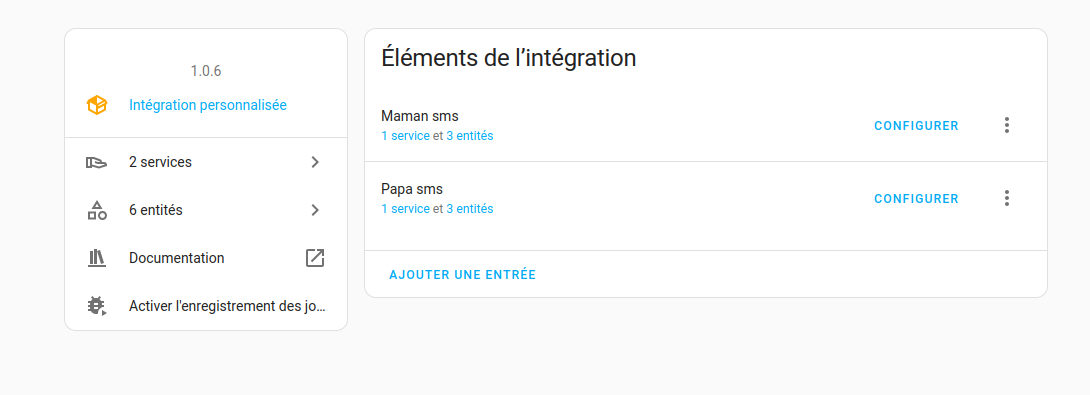 1.0.6
Intégration personnalisée
2 services
6 entités
Documentation
Activer l'enregistrement des jo…
Éléments de l’intégration
Maman sms
1 service et 3 entités
CONFIGURER
Papa sms
1 service et 3 entités
CONFIGURER
AJOUTER UNE ENTRÉE